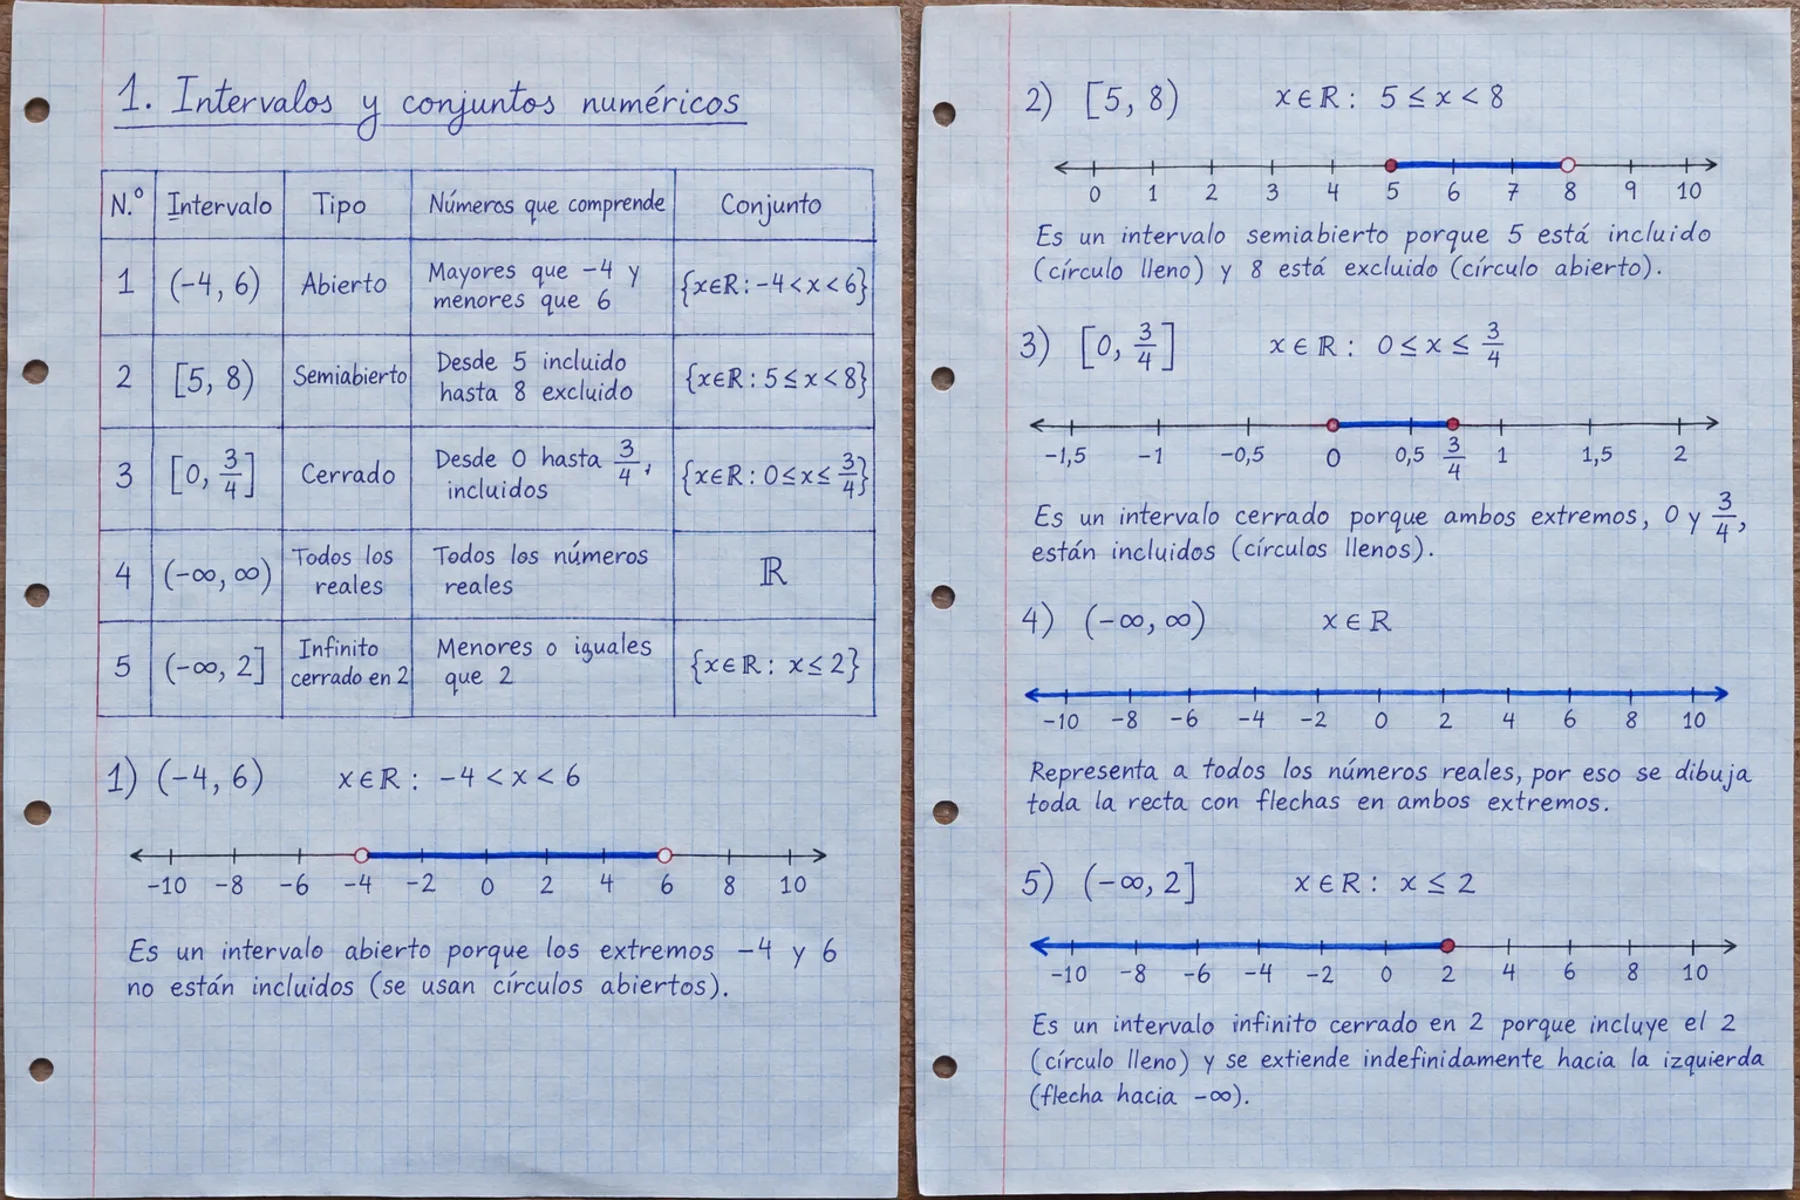 1. Intervalos y conjuntos numéricos
N.º Intervalo Tipo Números que comprende Conjunto
1 (-4, 6) Abierto Mayores que -4 y menores que 6 {x∈ℝ: -4<x<6}
2 [5, 8) Semiabierto Desde 5 incluido hasta 8 excluido {x∈ℝ: 5≤x<8}
3 [0, 3/4] Cerrado Desde 0 hasta 3/4, incluidos {x∈ℝ: 0≤x≤3/4}
4 (-∞, ∞) Todos los reales Todos los números reales ℝ
5 (-∞, 2] Infinito cerrado en 2 Menores o iguales que 2 {x∈ℝ: x≤2}
1) (-4, 6) x∈ℝ: -4<x<6
-10 -8 -6 -4 -2 0 2 4 6 8 10
Es un intervalo abierto porque los extremos -4 y 6
no están incluidos (se usan círculos abiertos).
2) [5, 8) x∈ℝ: 5≤x<8
0 1 2 3 4 5 6 7 8 9 10
Es un intervalo semiabierto porque 5 está incluido
(círculo lleno) y 8 está excluido (círculo abierto).
3) [0, 3/4] x∈ℝ: 0≤x≤3/4
-1,5 -1 -0,5 0 0,5 3/4 1 1,5 2
Es un intervalo cerrado porque ambos extremos, 0 y 3/4,
están incluidos (círculos llenos).
4) (-∞, ∞) x∈ℝ
-10 -8 -6 -4 -2 0 2 4 6 8 10
Representa a todos los números reales, por eso se dibuja
toda la recta con flechas en ambos extremos.
5) (-∞, 2] x∈ℝ: x≤2
-10 -8 -6 -4 -2 0 2 4 6 8 10
Es un intervalo infinito cerrado en 2 porque incluye el 2
(círculo lleno) y se extiende indefinidamente hacia la izquierda
(flecha hacia -∞).